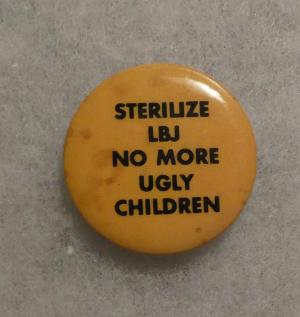 STERILIZE
LBJ
NO MORE
UGLY
CHILDREN